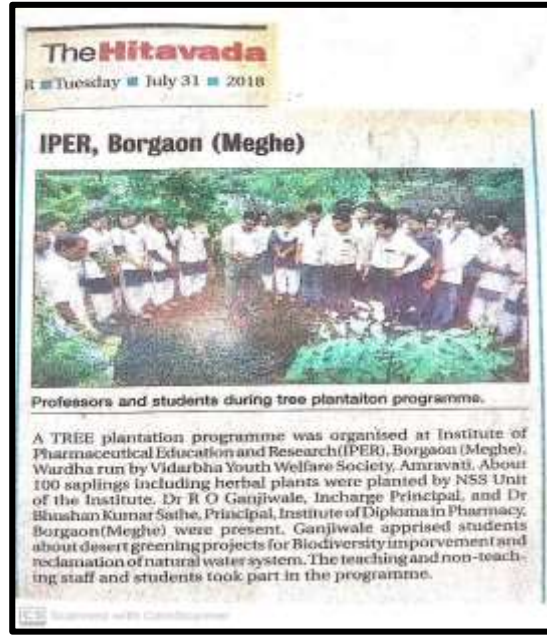 The Hitavada
R ■ Tuesday ■ July 31 ■ 2018
IPER, Borgaon (Meghe)
Professors and students during tree plantaiton programme.
A TREE plantation programme was organised at Institute of
Pharmaceutical Education and Research(IPER), Borgaon (Meghe),
Wardha run by Vidarbha Youth Welfare Society, Amravati. About
100 saplings including herbal plants were planted by NSS Unit
of the Institute. Dr R O Ganjiwale, Incharge Principal, and Dr
Bhushan Kumar Sathe, Principal, Institute of Diploma in Pharmacy,
Borgaon(Meghe) were present. Ganjiwale apprised students
about desert greening projects for Biodiversity imporvement and
reclamation of natural water system. The teaching and non-teach-
ing staff and students took part in the programme.
CS Scanned with CamScanner